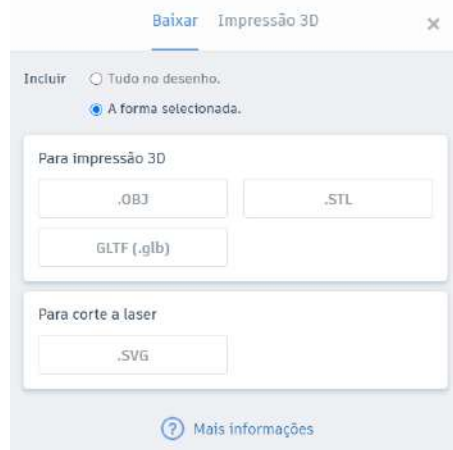 Baixar Impressão 3D ×
Incluir Tudo no desenho.
A forma selecionada.
Para impressão 3D
.OBJ .STL
GLTF (.glb)
Para corte a laser
.SVG
? Mais informações